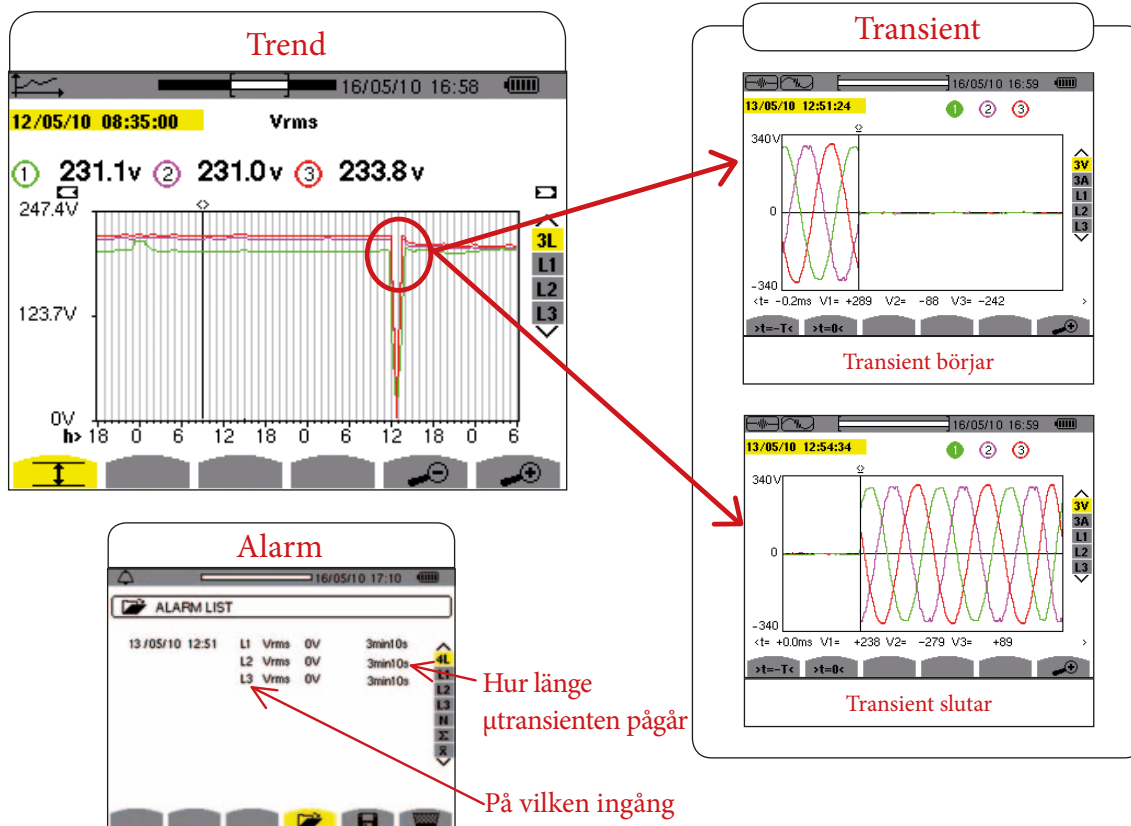 Trend
16/05/10 16:58
12/05/10 08:35:00 Vrms
1 231.1v 2 231.0v 3 233.8v
247.4V
123.7V
0V
3L
L1
L2
L3
h> 18 0 6 12 18 0 6 12 18 0 6
Transient
16/05/10 16:59
13/05/10 12:51:24 1 2 3
340V
0
-340
3V
3A
L1
L2
L3
<t= -0.2ms V1= +289 V2= -88 V3= -242 >
>t=-T< >t=0<
Transient börjar
16/05/10 16:59
13/05/10 12:54:34 1 2 3
340V
0
-340
3V
3A
L1
L2
L3
<t= +0.0ms V1= +238 V2= -279 V3= +89 >
>t=-T< >t=0<
Transient slutar
Alarm
16/05/10 17:10
ALARM LIST
13/05/10 12:51 L1 Vrms 0V 3min10s
L2 Vrms 0V 3min10s
L3 Vrms 0V 3min10s
4L
L1
L2
L3
N
Σ
Hur länge
µtransienten pågår
På vilken ingång